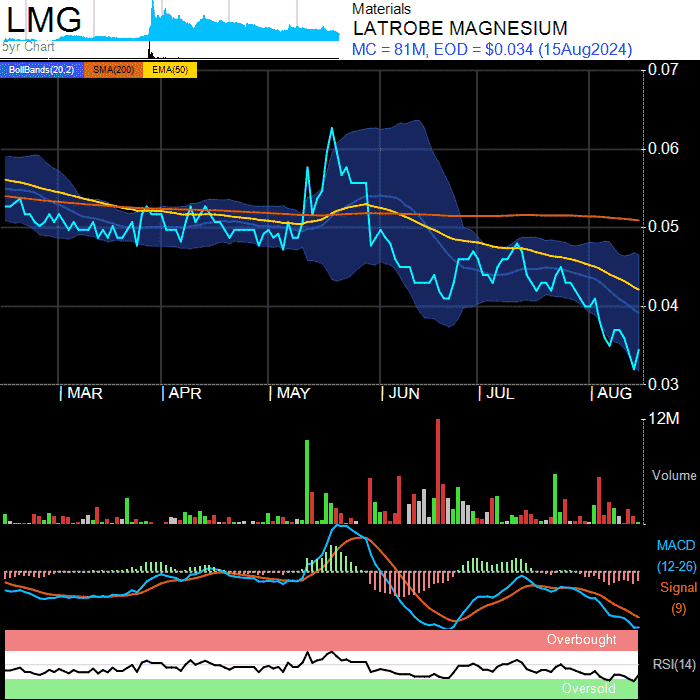 LMG
5yr Chart
Materials
LATROBE MAGNESIUM
MC = 81M, EOD = $0.034 (15Aug2024)
BollBands(20,2) SMA(200) EMA(50)
0.07
0.06
0.05
0.04
0.03
MAR APR MAY JUN JUL AUG
12M
Volume
MACD
(12-26)
Signal
(9)
Overbought
RSI(14)
Oversold